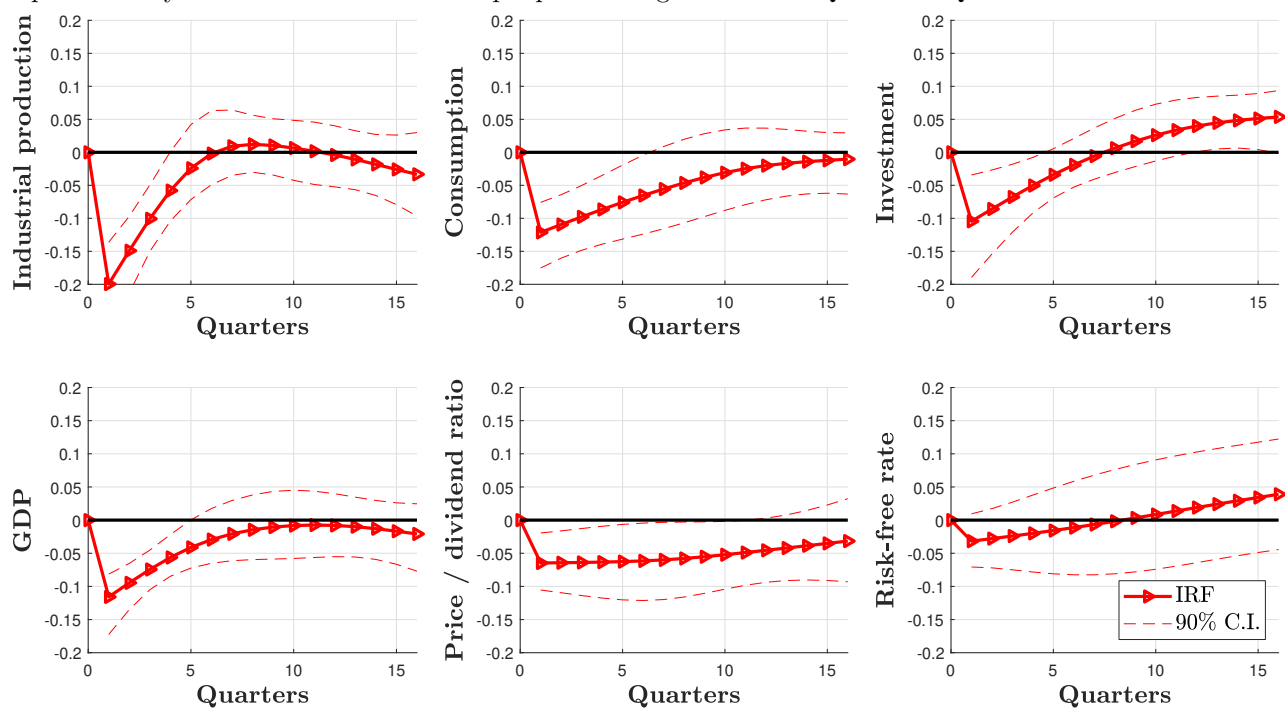 0.2 0.2 0.2
0.15 0.15 0.15
0.1 0.1 0.1
0.05 0.05 0.05
0 0 0
-0.05 -0.05 -0.05
-0.1 -0.1 -0.1
-0.15 -0.15 -0.15
-0.2 -0.2 -0.2
Industrial production
Consumption
Investment
0 5 10 15 0 5 10 15 0 5 10 15
Quarters Quarters Quarters
0.2 0.2 0.2
0.15 0.15 0.15
0.1 0.1 0.1
0.05 0.05 0.05
0 0 0
-0.05 -0.05 -0.05
-0.1 -0.1 -0.1
-0.15 -0.15 -0.15
-0.2 -0.2 -0.2
GDP
Price / dividend ratio
Risk-free rate
IRF
90% C.I.
0 5 10 15 0 5 10 15 0 5 10 15
Quarters Quarters Quarters